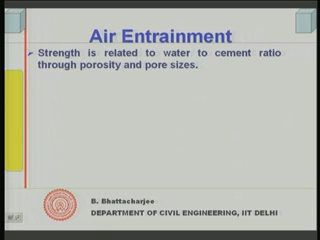 Air Entrainment
➢ Strength is related to water to cement ratio
through porosity and pore sizes.
B. Bhattacharjee
DEPARTMENT OF CIVIL ENGINEERING, IIT DELHI